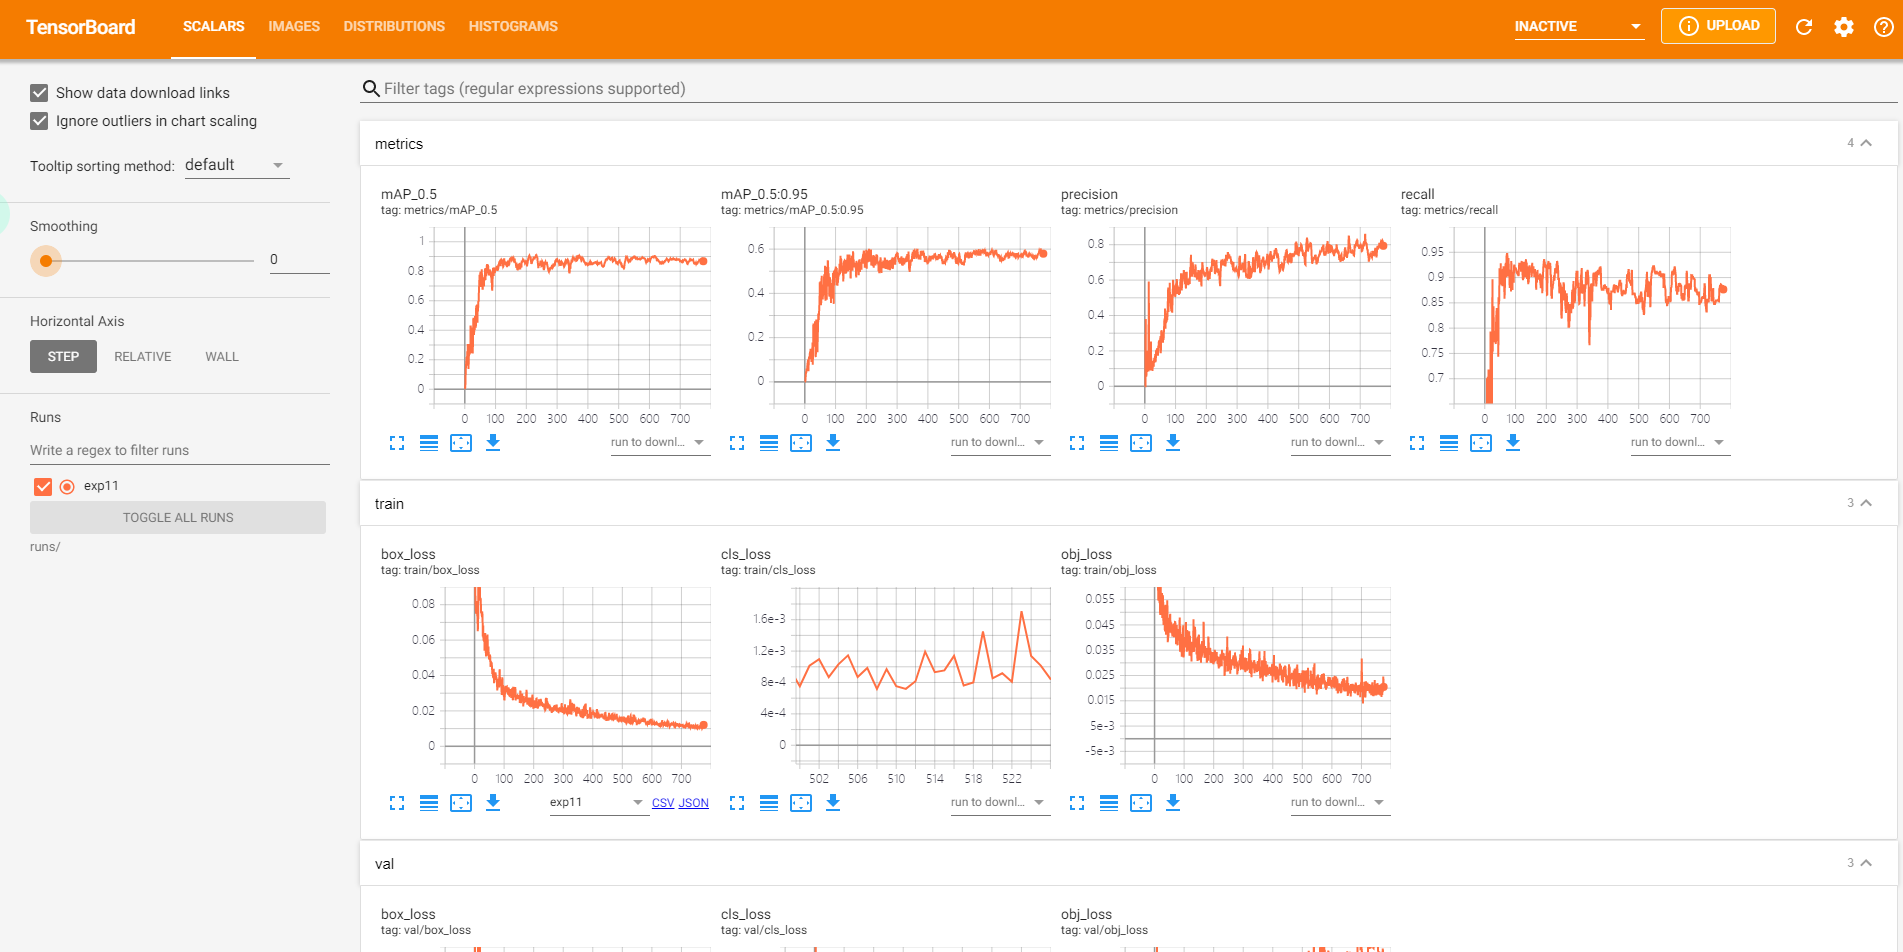 TensorBoard
SCALARS IMAGES DISTRIBUTIONS HISTOGRAMS
INACTIVE
UPLOAD
Show data download links
Ignore outliers in chart scaling
Tooltip sorting method: default
Smoothing
0
Horizontal Axis
STEP RELATIVE WALL
Runs
Write a regex to filter runs
exp11
TOGGLE ALL RUNS
runs/
Filter tags (regular expressions supported)
metrics
4
mAP_0.5
tag: metrics/mAP_0.5
1
0.8
0.6
0.4
0.2
0
0 100 200 300 400 500 600 700
run to downl...
mAP_0.5:0.95
tag: metrics/mAP_0.5:0.95
0.6
0.4
0.2
0
0 100 200 300 400 500 600 700
run to downl...
precision
tag: metrics/precision
0.8
0.6
0.4
0.2
0
0 100 200 300 400 500 600 700
run to downl...
recall
tag: metrics/recall
0.95
0.9
0.85
0.8
0.75
0.7
0 100 200 300 400 500 600 700
run to downl...
train
3
box_loss
tag: train/box_loss
0.08
0.06
0.04
0.02
0
0 100 200 300 400 500 600 700
exp11 CSV JSON
cls_loss
tag: train/cls_loss
1.6e-3
1.2e-3
8e-4
4e-4
0
502 506 510 514 518 522
run to downl...
obj_loss
tag: train/obj_loss
0.055
0.045
0.035
0.025
0.015
5e-3
-5e-3
0 100 200 300 400 500 600 700
run to downl...
val
3
box_loss
tag: val/box_loss
cls_loss
tag: val/cls_loss
obj_loss
tag: val/obj_loss